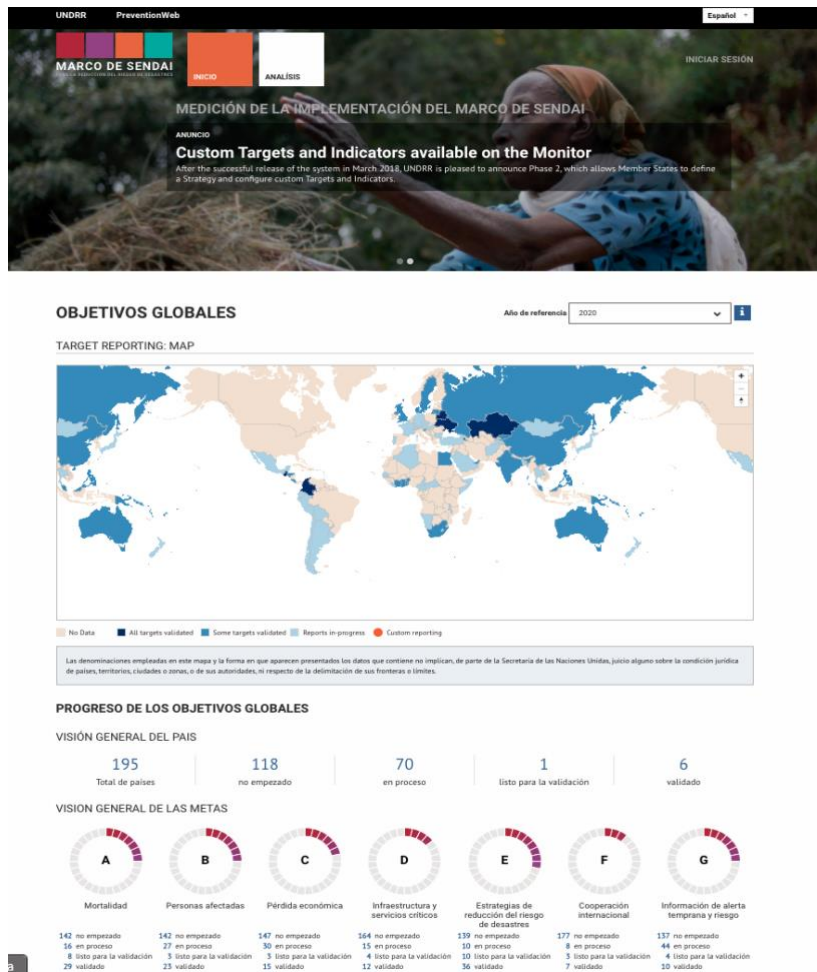 UNDRR PreventionWeb Español
MARCO DE SENDAI
INICIO
ANALÍSIS
INICIAR SESIÓN
MEDICIÓN DE LA IMPLEMENTACIÓN DEL MARCO DE SENDAI
ANUNCIO
Custom Targets and Indicators available on the Monitor
After the successful release of the system in March 2018, UNDRR is pleased to announce Phase 2, which allows Member States to define
a Strategy and configure custom Targets and Indicators.
OBJETIVOS GLOBALES
Año de referencia 2020 i
TARGET REPORTING: MAP
No Data All targets validated Some targets validated Reports in-progress Custom reporting
Las denominaciones empleadas en este mapa y la forma en que aparecen presentados los datos que contiene no implican, de parte de la Secretaría de las Naciones Unidas, juicio alguno sobre la condición jurídica
de países, territorios, ciudades o zonas, o de sus autoridades, ni respecto de la delimitación de sus fronteras o límites.
PROGRESO DE LOS OBJETIVOS GLOBALES
VISIÓN GENERAL DEL PAIS
195 118 70 1 6
Total de países no empezado en proceso listo para la validación validado
VISION GENERAL DE LAS METAS
A B C D E F G
Mortalidad Personas afectadas Pérdida económica Infraestructura y Estrategias de Cooperación Información de alerta
servicios críticos reducción del riesgo internacional temprana y riesgo
de desastres
142 no empezado 142 no empezado 147 no empezado 164 no empezado 139 no empezado 177 no empezado 137 no empezado
16 en proceso 27 en proceso 30 en proceso 15 en proceso 10 en proceso 8 en proceso 44 en proceso
8 listo para la validación 3 listo para la validación 3 listo para la validación 4 listo para la validación 10 listo para la validación 3 listo para la validación 4 listo para la validación
29 validado 23 validado 15 validado 12 validado 36 validado 7 validado 10 validado